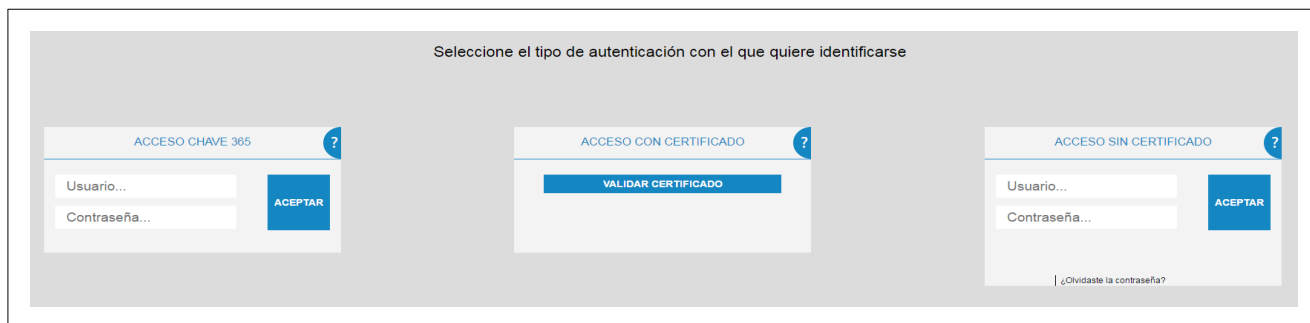 Seleccione el tipo de autenticación con el que quiere identificarse
ACCESO CHAVE 365
?
Usuario...
Contraseña...
ACEPTAR
ACCESO CON CERTIFICADO
?
VALIDAR CERTIFICADO
ACCESO SIN CERTIFICADO
?
Usuario...
Contraseña...
ACEPTAR
¿Olvidaste la contraseña?